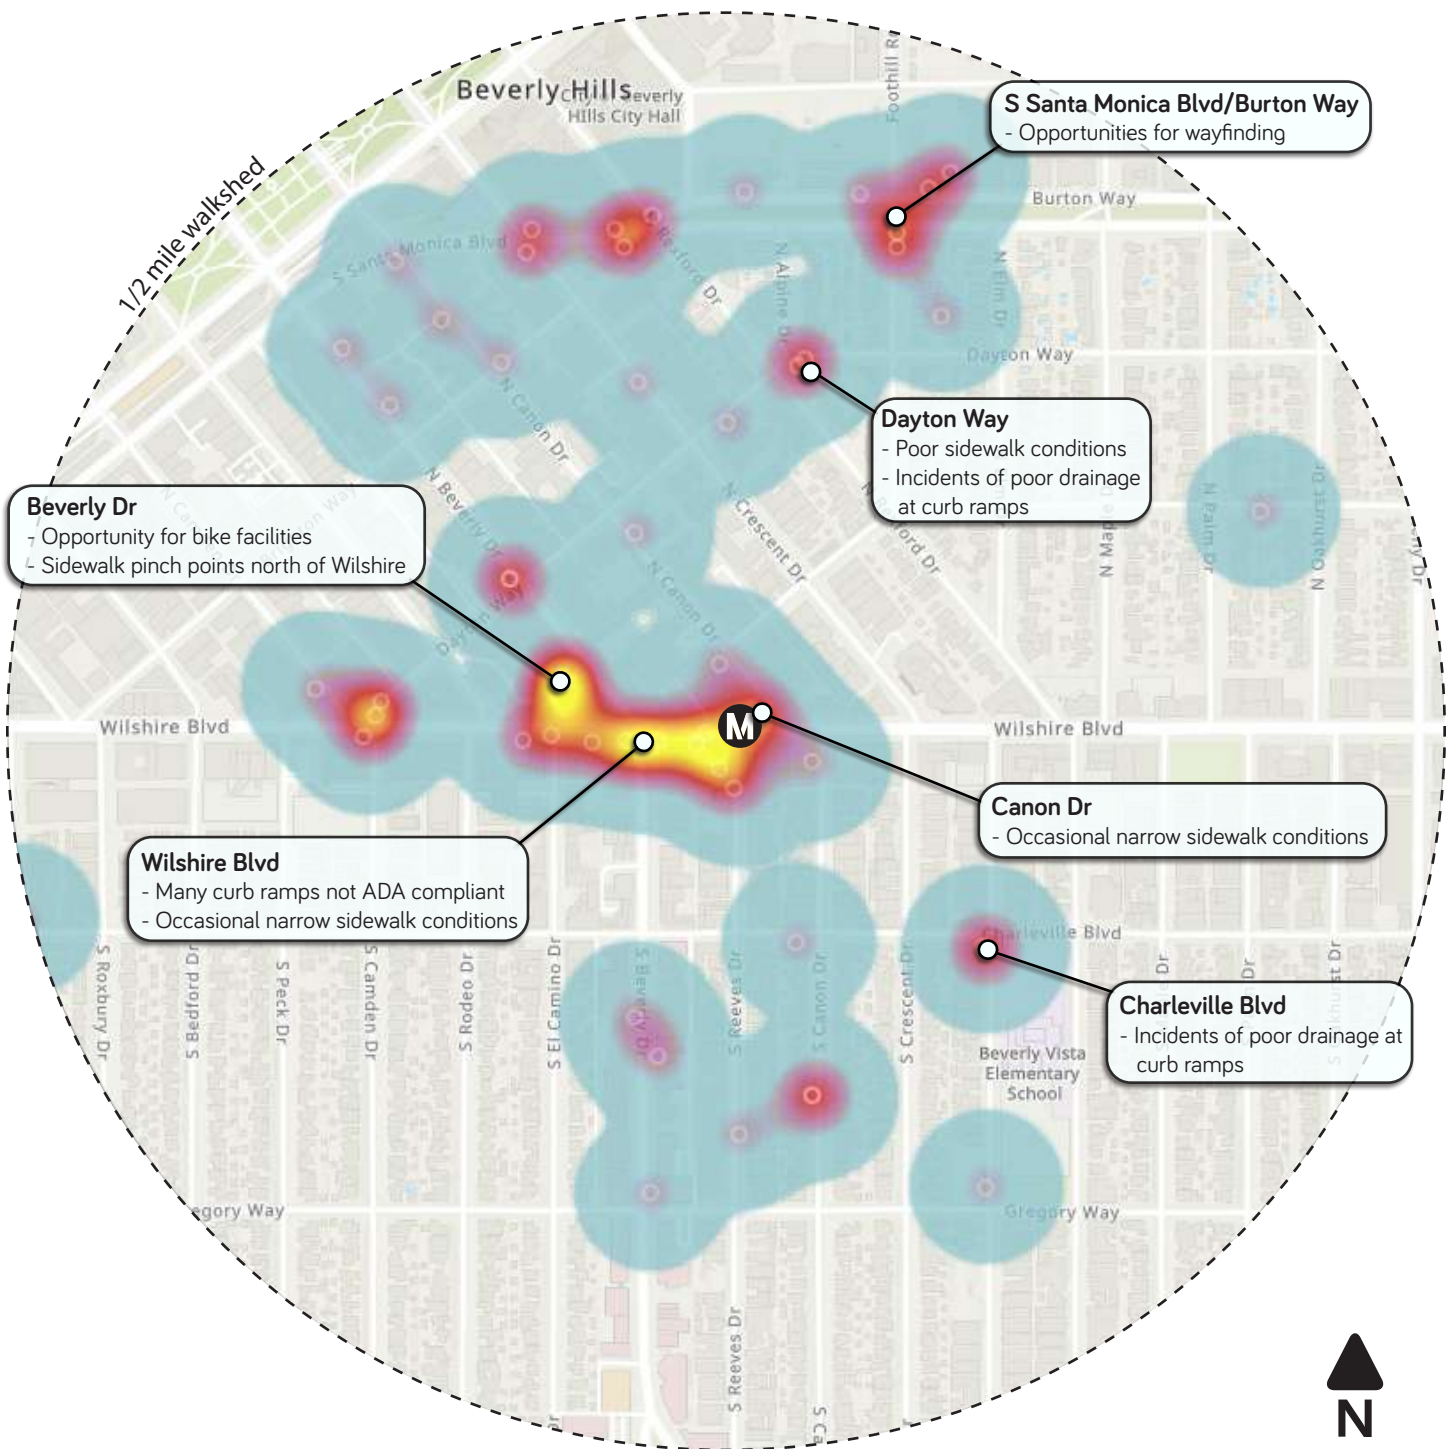 Beverly Hills
City of Beverly
HIlls City Hall
Foothill Rd
S Santa Monica Blvd/Burton Way
- Opportunities for wayfinding
1/2 mile walkshed
Burton Way
S Santa Monica Blvd
N Rexford Dr
N Alpine Dr
N Elm Dr
Dayton Way
N Canon Dr
Dayton Way
- Poor sidewalk conditions
- Incidents of poor drainage
at curb ramps
N Beverly Dr
N Crescent Dr
N Palm Dr
N Oakhurst Dr
Beverly Dr
- Opportunity for bike facilities
- Sidewalk pinch points north of Wilshire
N Canon Dr
Dayton Way
Wilshire Blvd
M
Wilshire Blvd
Canon Dr
- Occasional narrow sidewalk conditions
Wilshire Blvd
- Many curb ramps not ADA compliant
- Occasional narrow sidewalk conditions
Charleville Blvd
S Roxbury Dr
S Bedford Dr
S Peck Dr
S Camden Dr
S Rodeo Dr
S El Camino Dr
S Beverly Dr
S Reeves Dr
S Canon Dr
S Crescent Dr
Charleville Blvd
- Incidents of poor drainage at
curb ramps
Beverly Vista
Elementary
School
egory Way
Gregory Way
S Reeves Dr
S Ca
N